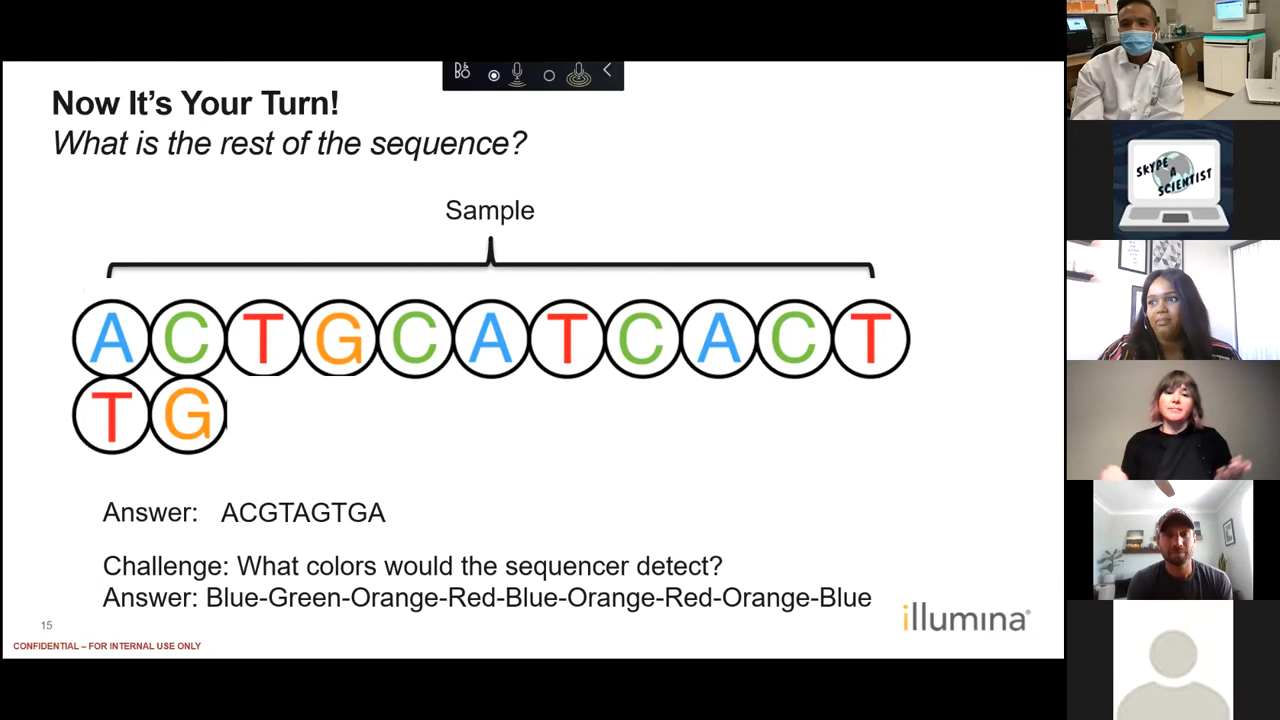 Now It's Your Turn!
What is the rest of the sequence?
Sample
A C T G C A T C A C T
T G
Answer: ACGTAGTGA
Challenge: What colors would the sequencer detect?
Answer: Blue-Green-Orange-Red-Blue-Orange-Red-Orange-Blue
illumina®
15
CONFIDENTIAL – FOR INTERNAL USE ONLY
SKYPE
A
SCIENTIST